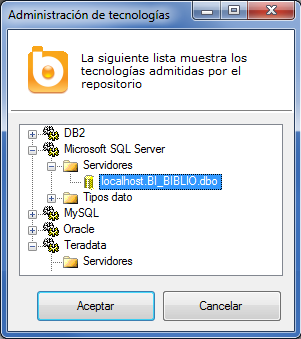 Administración de tecnologías
La siguiente lista muestra los
tecnologías admitidas por el
repositorio
DB2
Microsoft SQL Server
Servidores
localhost.BI_BIBLIO.dbo
Tipos dato
MySQL
Oracle
Teradata
Servidores
Aceptar
Cancelar